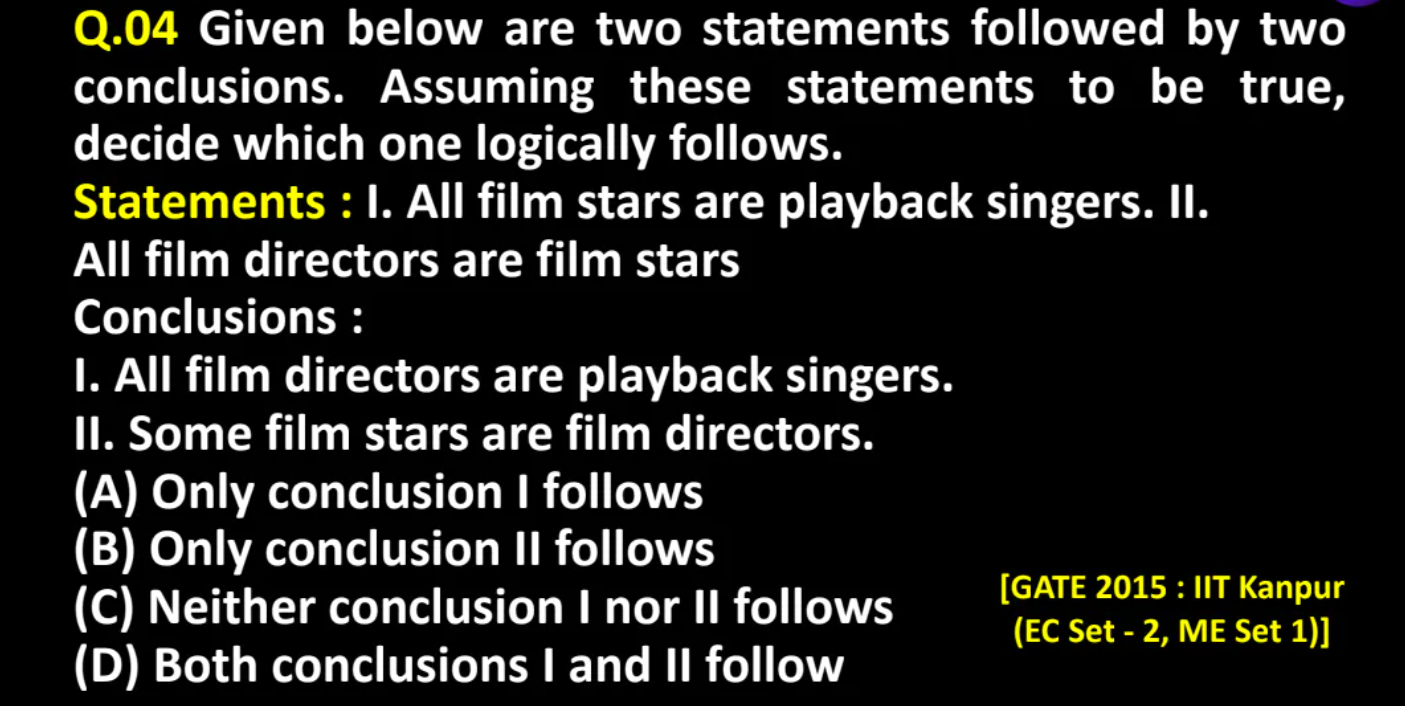 Q.04 Given below are two statements followed by two
conclusions. Assuming these statements to be true,
decide which one logically follows.
Statements : I. All film stars are playback singers. II.
All film directors are film stars
Conclusions :
I. All film directors are playback singers.
II. Some film stars are film directors.
(A) Only conclusion I follows
(B) Only conclusion II follows
(C) Neither conclusion I nor II follows
(D) Both conclusions I and II follow
[GATE 2015 : IIT Kanpur
(EC Set - 2, ME Set 1)]